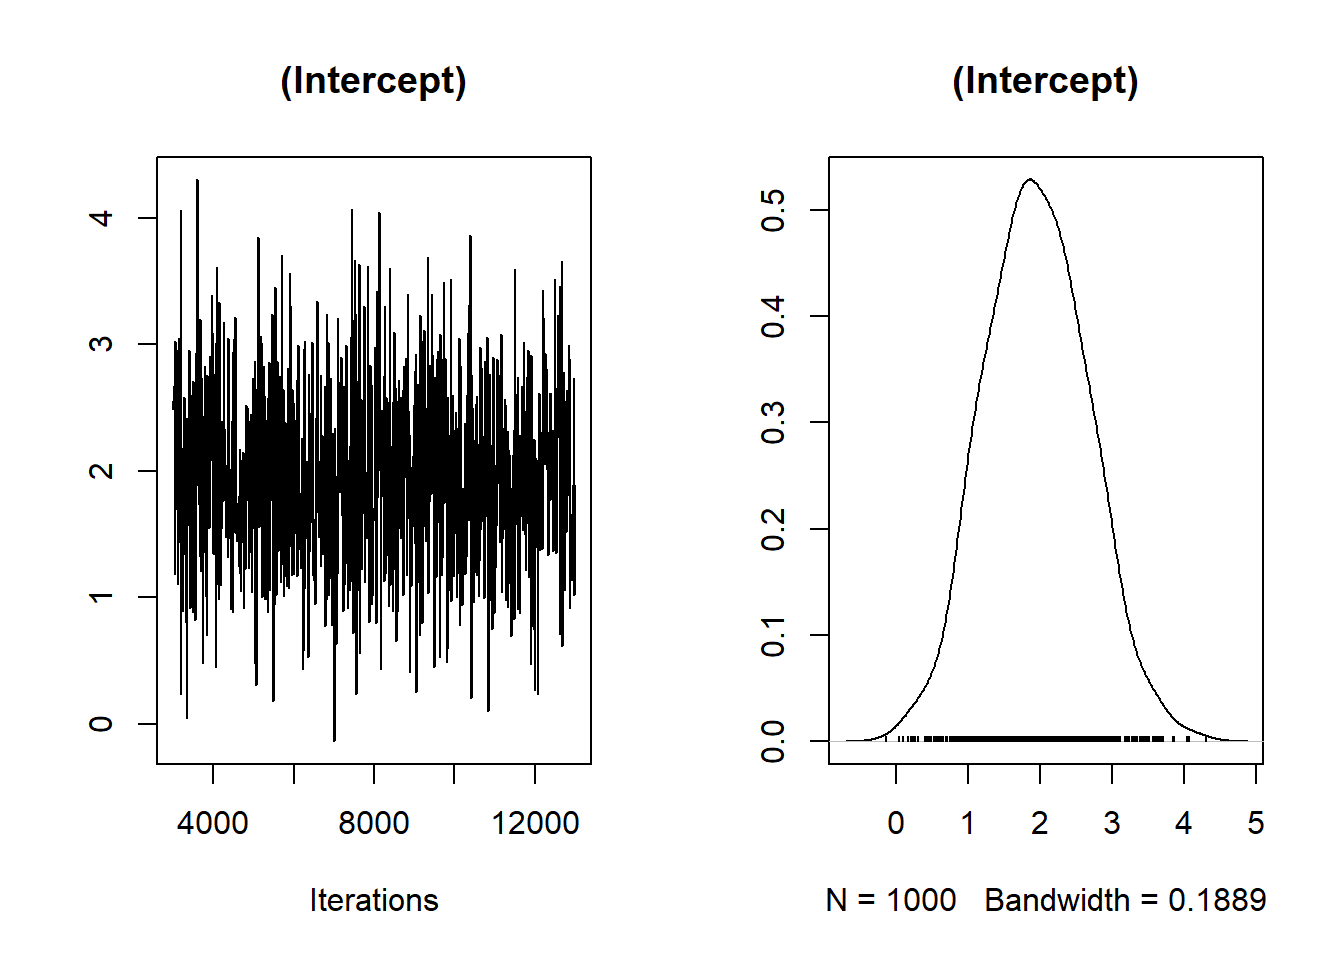 (Intercept)
4
3
2
1
0
4000 8000 12000
Iterations
(Intercept)
0.5
0.4
0.3
0.2
0.1
0.0
0 1 2 3 4 5
N = 1000 Bandwidth = 0.1889